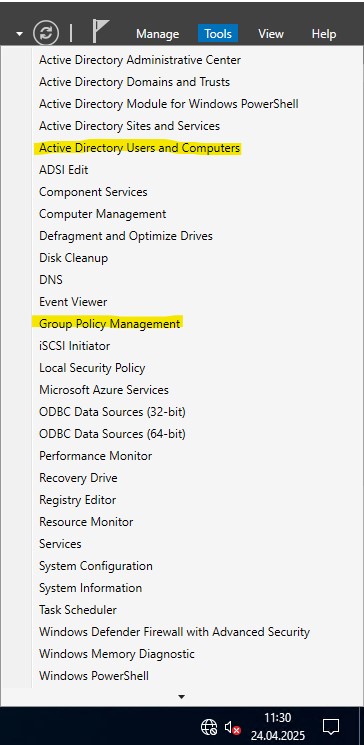 Manage Tools View Help
Active Directory Administrative Center
Active Directory Domains and Trusts
Active Directory Module for Windows PowerShell
Active Directory Sites and Services
Active Directory Users and Computers
ADSI Edit
Component Services
Computer Management
Defragment and Optimize Drives
Disk Cleanup
DNS
Event Viewer
Group Policy Management
iSCSI Initiator
Local Security Policy
Microsoft Azure Services
ODBC Data Sources (32-bit)
ODBC Data Sources (64-bit)
Performance Monitor
Recovery Drive
Registry Editor
Resource Monitor
Services
System Configuration
System Information
Task Scheduler
Windows Defender Firewall with Advanced Security
Windows Memory Diagnostic
Windows PowerShell
11:30
24.04.2025